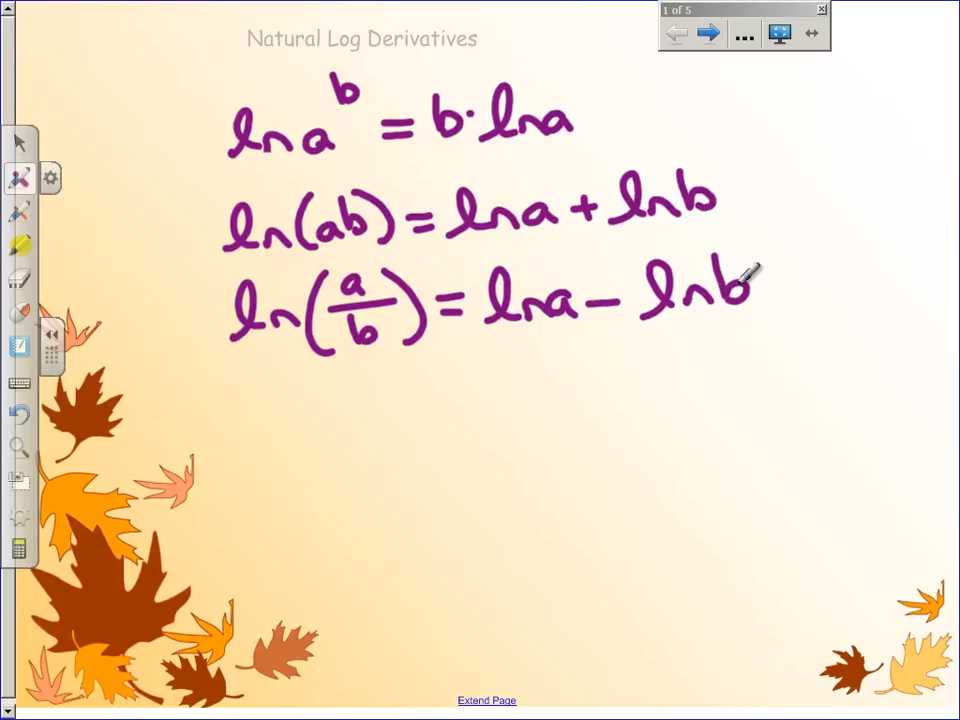 1 of 5
Natural Log Derivatives
ln a^b = b · ln a
ln(ab) = ln a + ln b
ln(a/b) = ln a − ln b
Extend Page